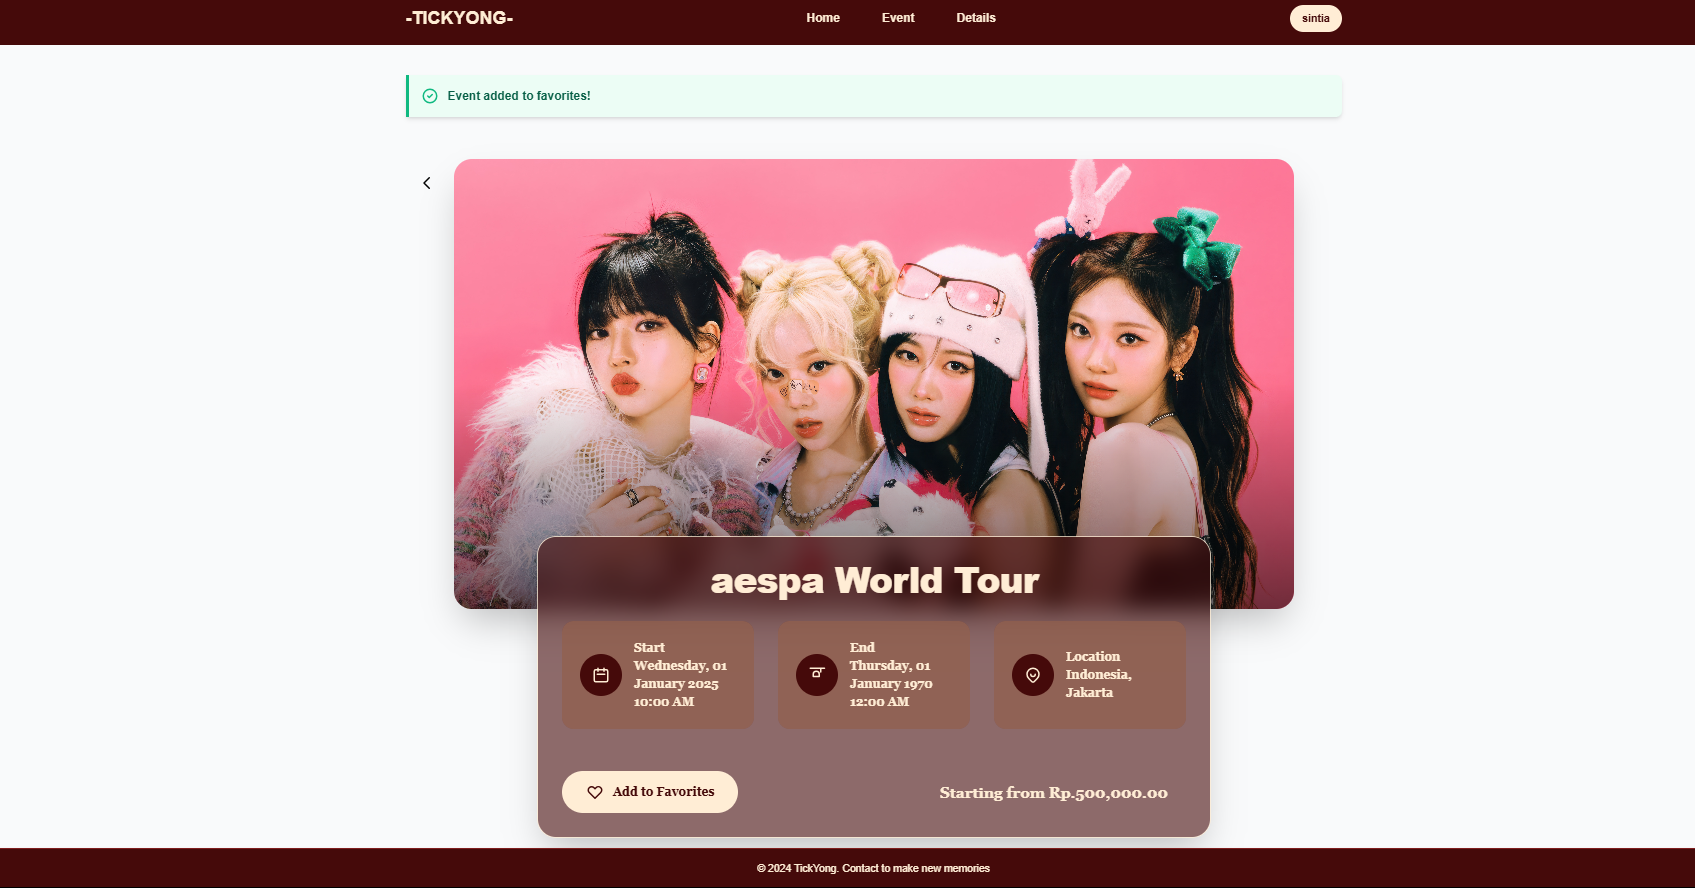 -TICKYONG-
Home Event Details
sintia
Event added to favorites!
aespa World Tour
Start
Wednesday, 01
January 2025
10:00 AM
End
Thursday, 01
January 1970
12:00 AM
Location
Indonesia,
Jakarta
Add to Favorites
Starting from Rp.500,000.00
© 2024 TickYong. Contact to make new memories